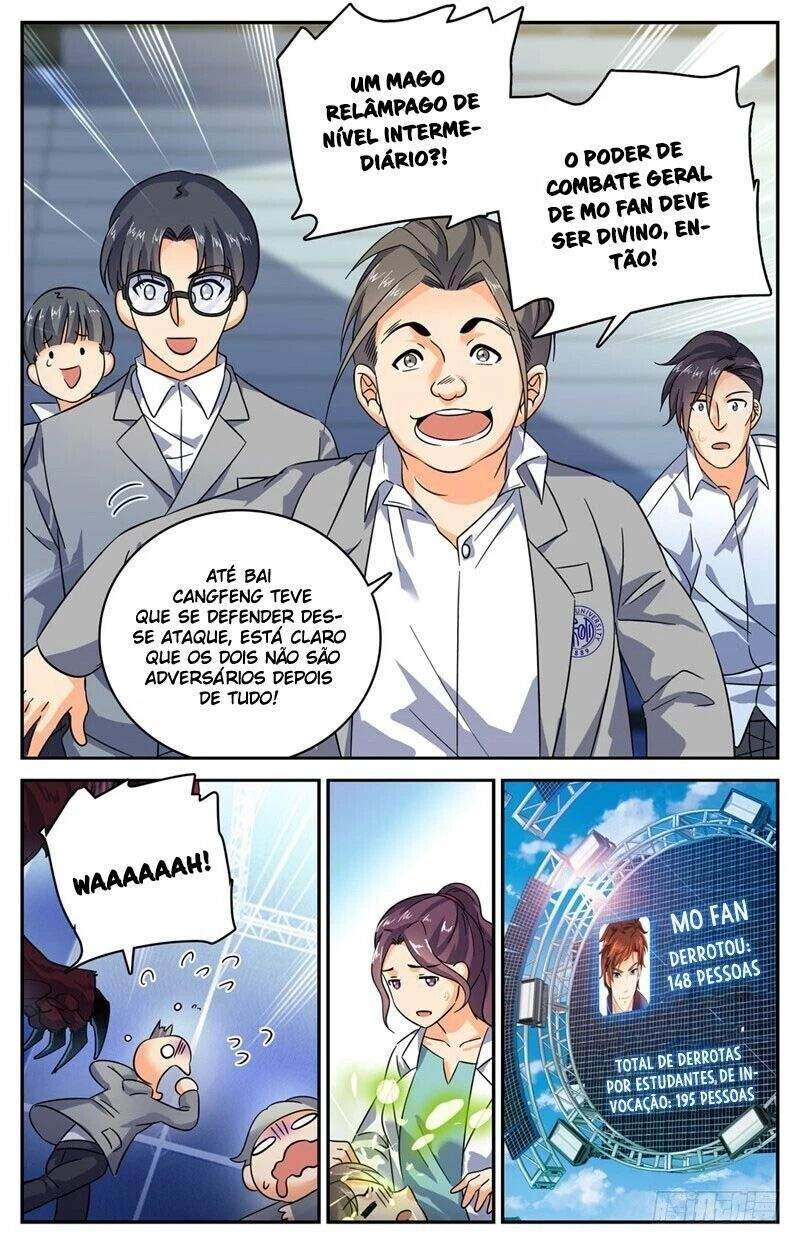 UM MAGO
RELÂMPAGO DE
NÍVEL INTERME-
DIÁRIO?!
O PODER DE
COMBATE GERAL
DE MO FAN DEVE
SER DIVINO, EN-
TÃO!
ATÉ BAI
CANGFENG TEVE
QUE SE DEFENDER DES-
SE ATAQUE, ESTÁ CLARO
QUE OS DOIS NÃO SÃO
ADVERSÁRIOS DEPOIS
DE TUDO!
UNIVERSITY
WAAAAAAH!
MO FAN
DERROTOU:
148 PESSOAS
TOTAL DE DERROTAS
POR ESTUDANTES, DE IN-
VOCAÇÃO: 195 PESSOAS